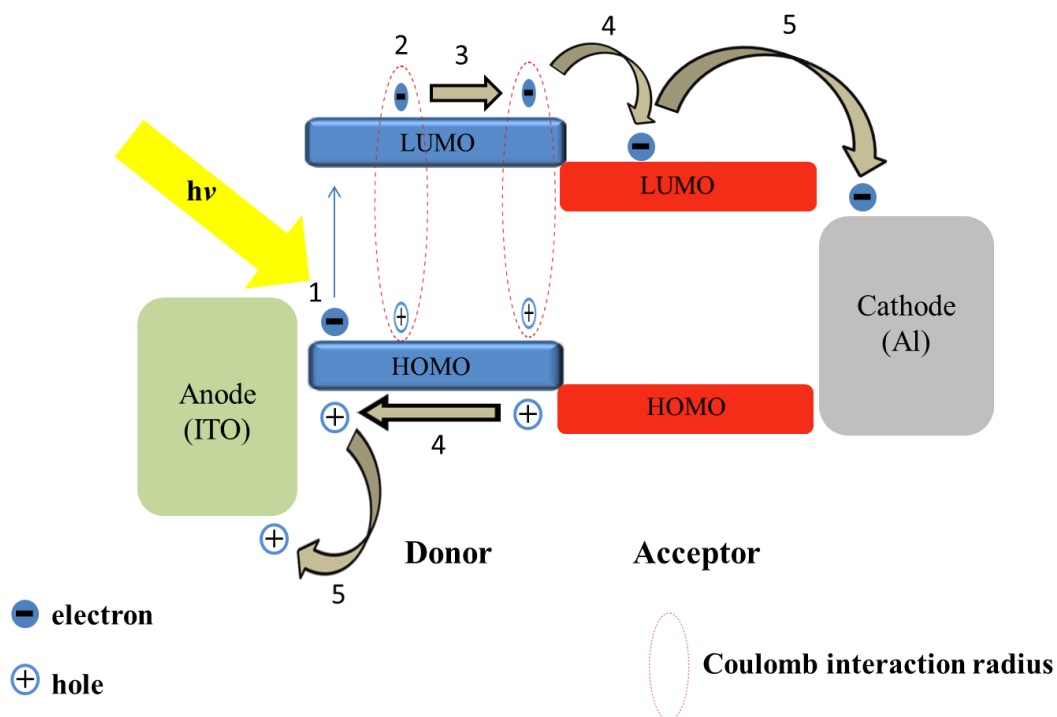 2
3
4
5
LUMO
hν
LUMO
1
Cathode
(Al)
HOMO
Anode
(ITO)
HOMO
4
Donor
Acceptor
5
electron
hole
Coulomb interaction radius